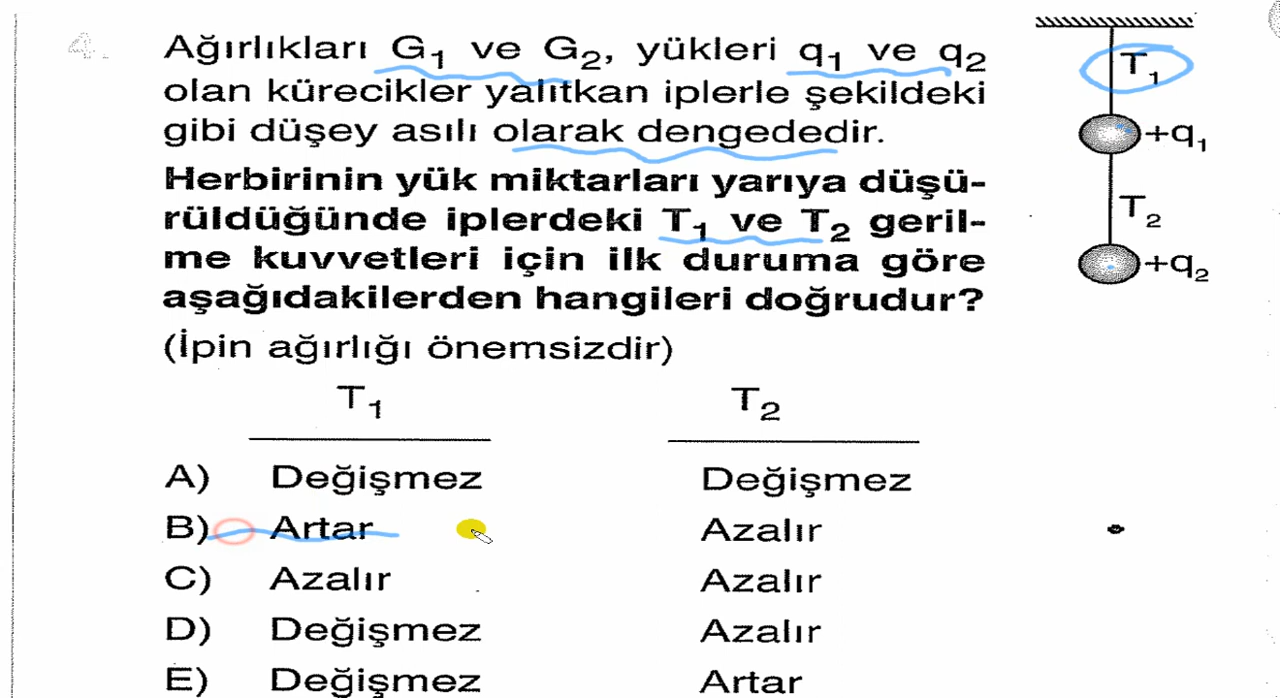 4.
Ağırlıkları G₁ ve G₂, yükleri q₁ ve q₂
olan kürecikler yalıtkan iplerle şekildeki
gibi düşey asılı olarak dengededir.
Herbirinin yük miktarları yarıya düşü-
rüldüğünde iplerdeki T₁ ve T₂ geril-
me kuvvetleri için ilk duruma göre
aşağıdakilerden hangileri doğrudur?
(İpin ağırlığı önemsizdir)
T₁ T₂
A) Değişmez Değişmez
B) Artar Azalır
C) Azalır Azalır
D) Değişmez Azalır
E) Değişmez Artar
T₁
+q₁
T₂
+q₂